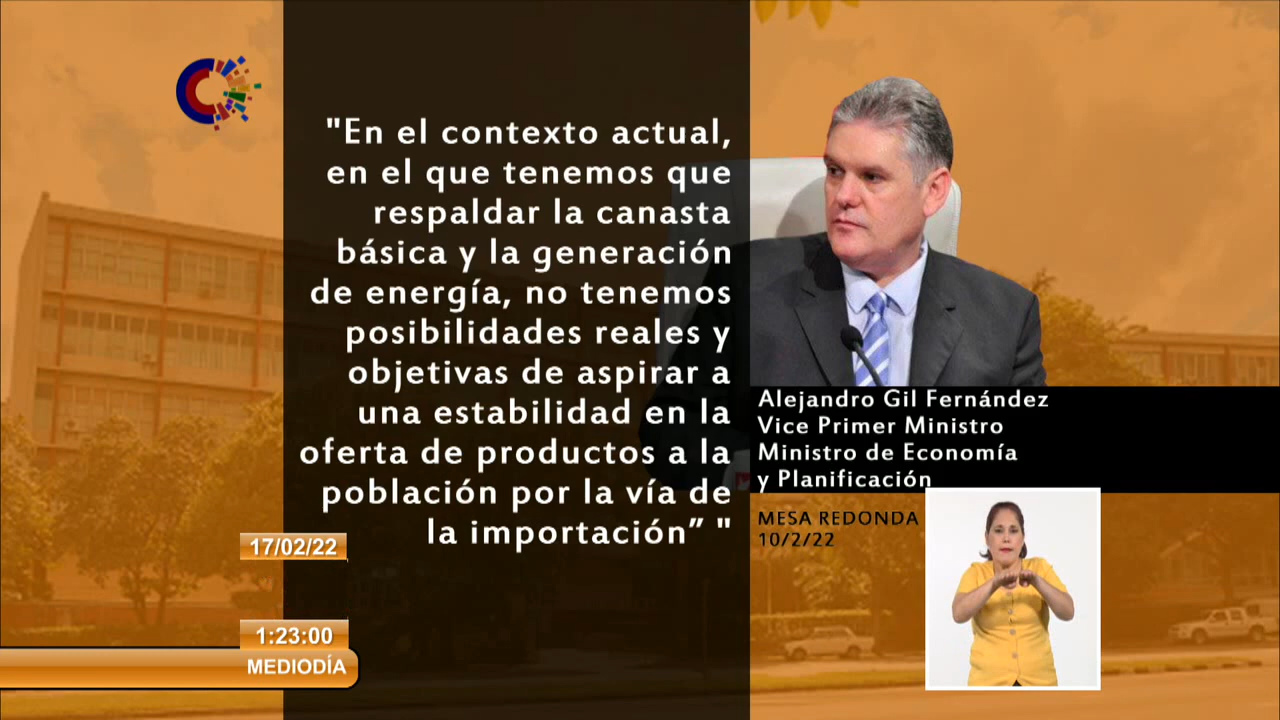 "En el contexto actual,
en el que tenemos que
respaldar la canasta
básica y la generación
de energía, no tenemos
posibilidades reales y
objetivas de aspirar a
una estabilidad en la
oferta de productos a la
población por la vía de
la importación” "
Alejandro Gil Fernández
Vice Primer Ministro
Ministro de Economía
y Planificación
MESA REDONDA
10/2/22
17/02/22
1:23:00
MEDIODÍA